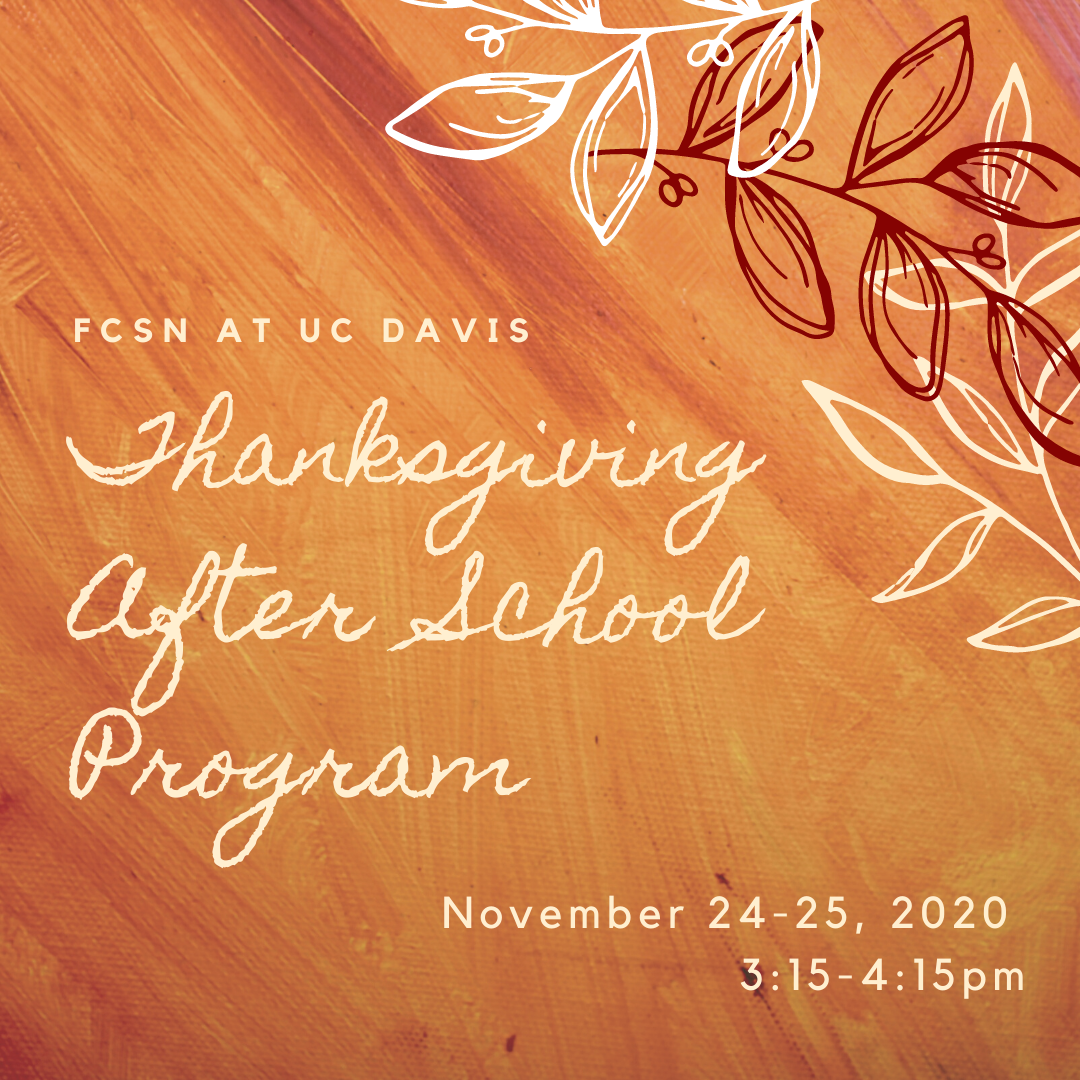 FCSN AT UC DAVIS
Thanksgiving
After School
Program
November 24-25, 2020
3:15-4:15pm